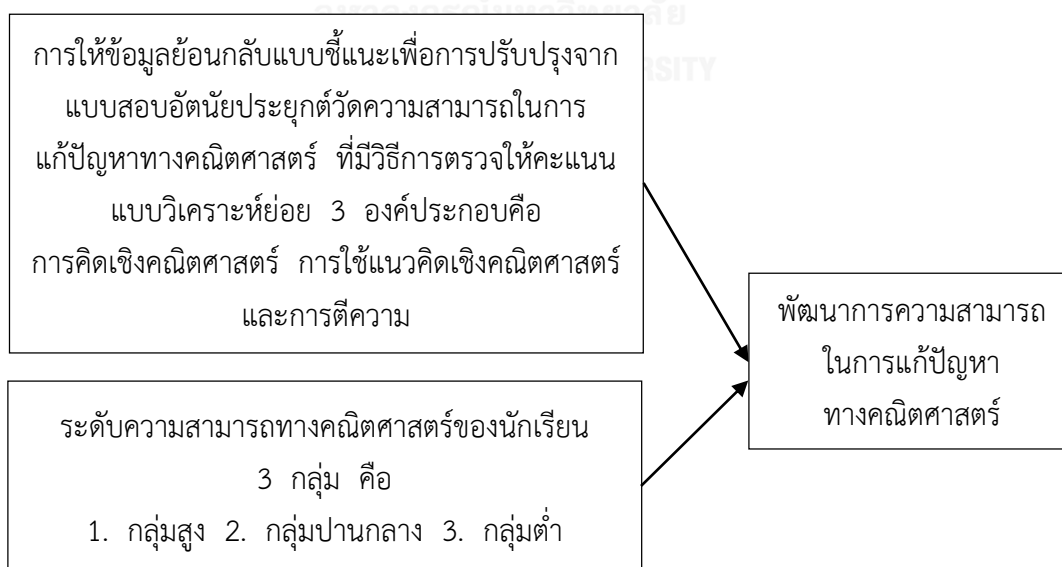 การให้ข้อมูลย้อนกลับแบบชี้แนะเพื่อการปรับปรุงจาก
แบบสอบอัตนัยประยุกต์วัดความสามารถในการ
แก้ปัญหาทางคณิตศาสตร์ ที่มีวิธีการตรวจให้คะแนน
แบบวิเคราะห์ย่อย 3 องค์ประกอบคือ
การคิดเชิงคณิตศาสตร์ การใช้แนวคิดเชิงคณิตศาสตร์
และการตีความ
ระดับความสามารถทางคณิตศาสตร์ของนักเรียน
3 กลุ่ม คือ
1. กลุ่มสูง 2. กลุ่มปานกลาง 3. กลุ่มต่ำ
พัฒนาการความสามารถ
ในการแก้ปัญหา
ทางคณิตศาสตร์